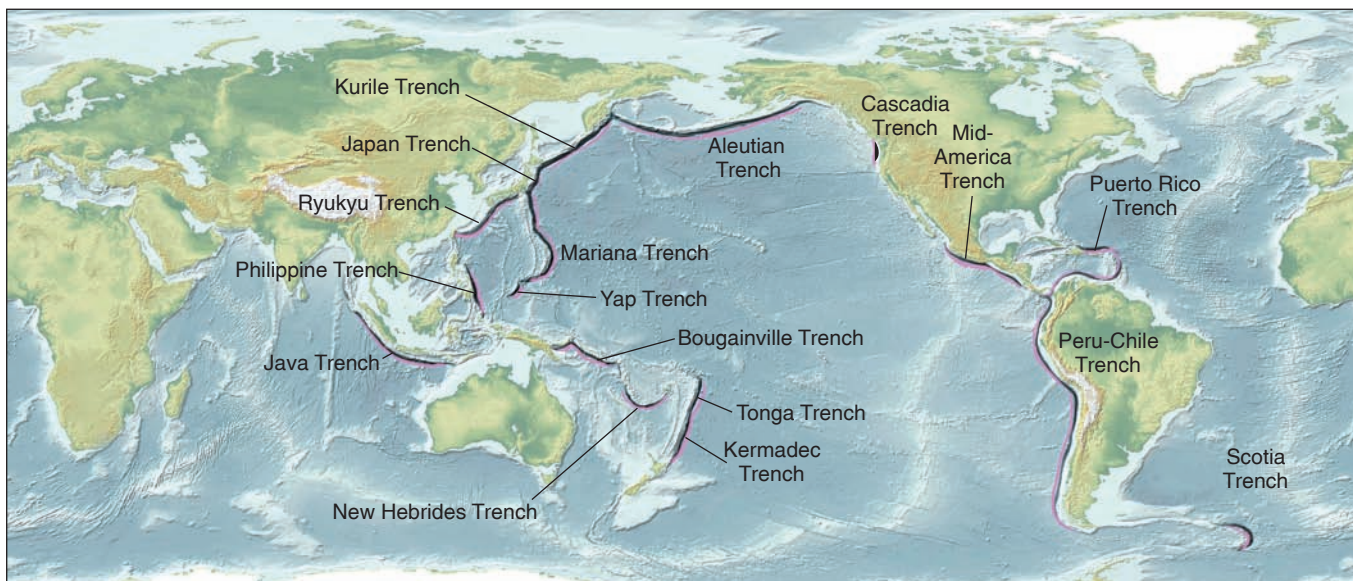 Kurile Trench
Cascadia
Trench
Mid-
America
Trench
Japan Trench
Aleutian
Trench
Puerto Rico
Trench
Ryukyu Trench
Mariana Trench
Philippine Trench
Yap Trench
Bougainville Trench
Java Trench
Peru-Chile
Trench
Tonga Trench
Kermadec
Trench
Scotia
Trench
New Hebrides Trench